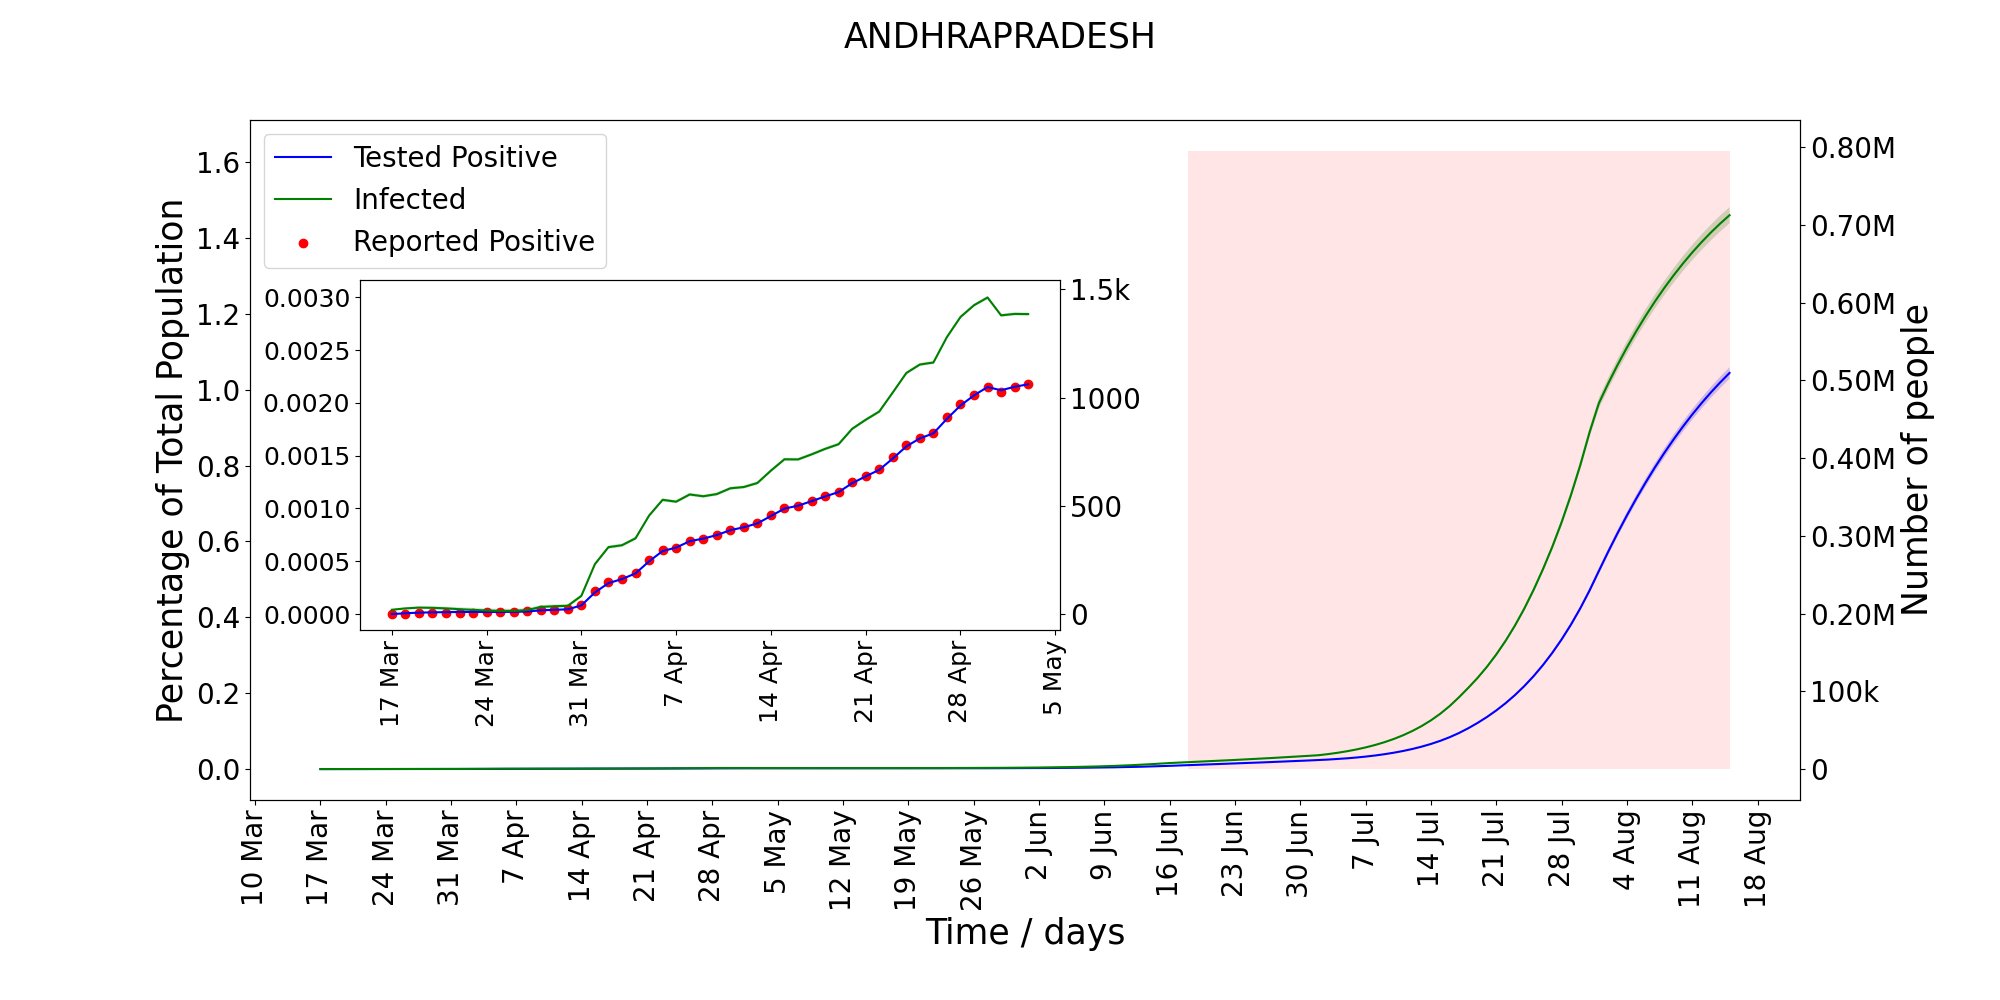 ANDHRAPRADESH
Tested Positive
Infected
Reported Positive
Percentage of Total Population
1.6
1.4
1.2
1.0
0.8
0.6
0.4
0.2
0.0
0.0030
0.0025
0.0020
0.0015
0.0010
0.0005
0.0000
1.5k
1000
500
0
17 Mar
24 Mar
31 Mar
7 Apr
14 Apr
21 Apr
28 Apr
5 May
0.80M
0.70M
0.60M
0.50M
0.40M
0.30M
0.20M
100k
0
Number of people
10 Mar
17 Mar
24 Mar
31 Mar
7 Apr
14 Apr
21 Apr
28 Apr
5 May
12 May
19 May
26 May
2 Jun
9 Jun
16 Jun
23 Jun
30 Jun
7 Jul
14 Jul
21 Jul
28 Jul
4 Aug
11 Aug
18 Aug
Time / days